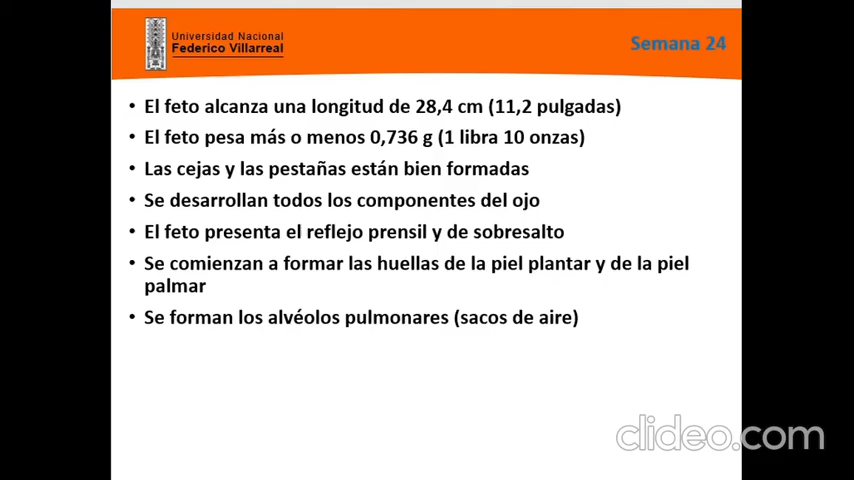 Universidad Nacional
Federico Villarreal
Semana 24
• El feto alcanza una longitud de 28,4 cm (11,2 pulgadas)
• El feto pesa más o menos 0,736 g (1 libra 10 onzas)
• Las cejas y las pestañas están bien formadas
• Se desarrollan todos los componentes del ojo
• El feto presenta el reflejo prensil y de sobresalto
• Se comienzan a formar las huellas de la piel plantar y de la piel
palmar
• Se forman los alvéolos pulmonares (sacos de aire)
clideo.com